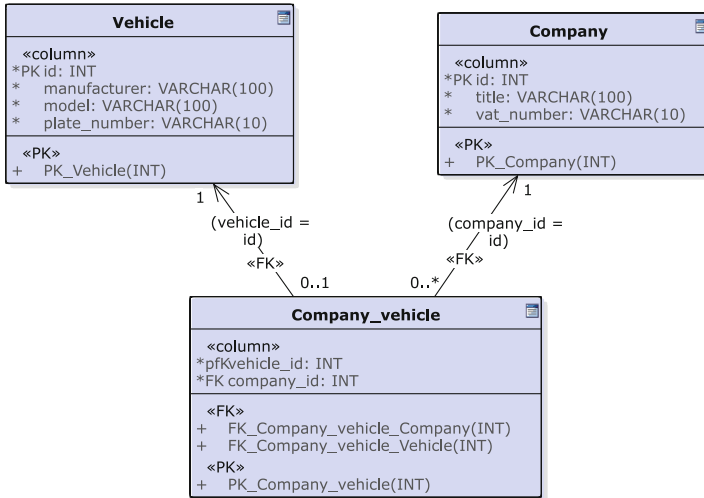 Vehicle
«column»
*PK id: INT
* manufacturer: VARCHAR(100)
* model: VARCHAR(100)
* plate_number: VARCHAR(10)
«PK»
+ PK_Vehicle(INT)
Company
«column»
*PK id: INT
* title: VARCHAR(100)
* vat_number: VARCHAR(10)
«PK»
+ PK_Company(INT)
1
(vehicle_id =
id)
«FK»
0..1
1
(company_id =
id)
«FK»
0..*
Company_vehicle
«column»
*pfKvehicle_id: INT
*FK company_id: INT
«FK»
+ FK_Company_vehicle_Company(INT)
+ FK_Company_vehicle_Vehicle(INT)
«PK»
+ PK_Company_vehicle(INT)